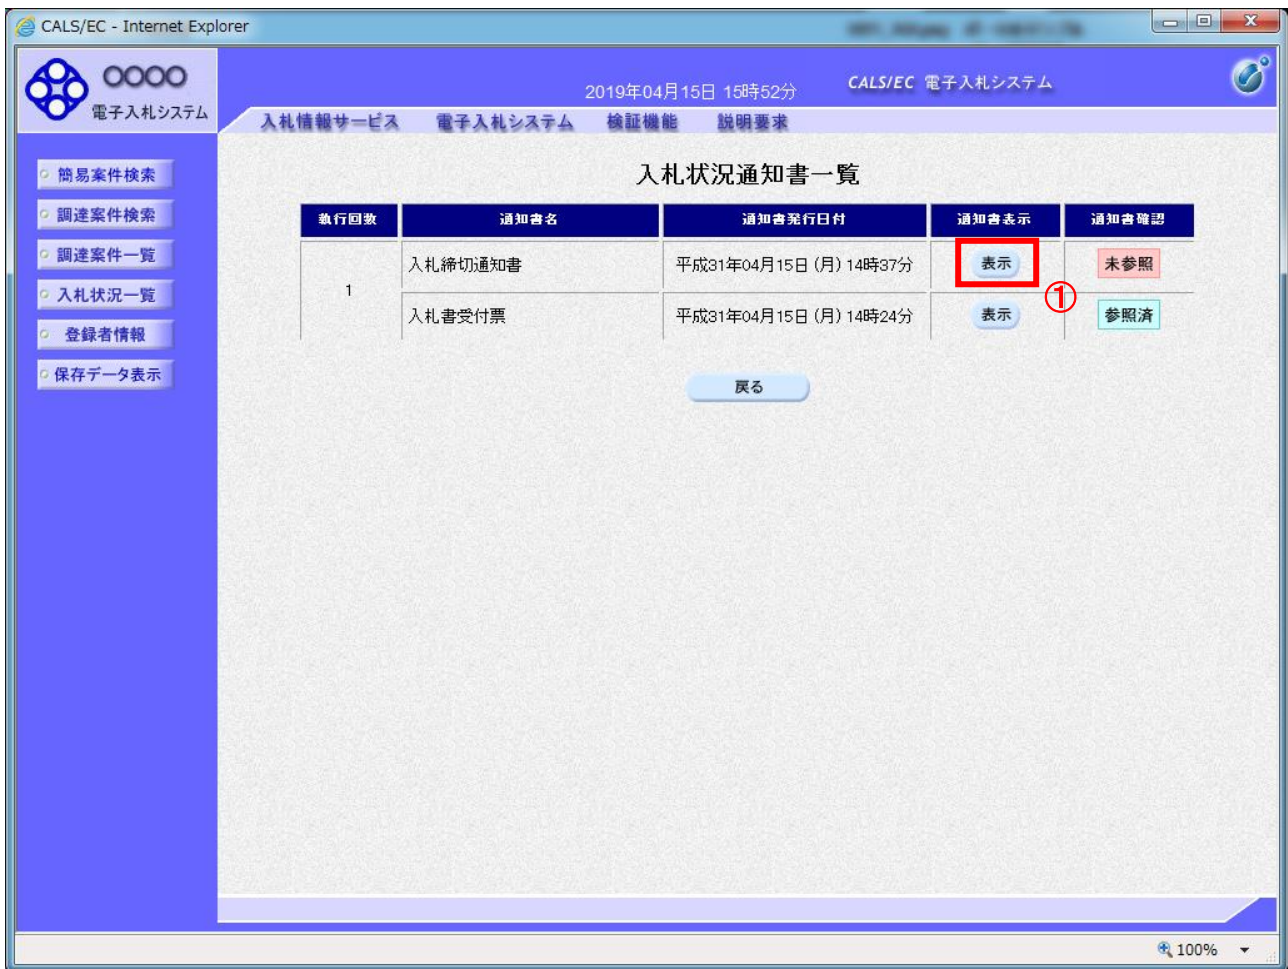 CALS/EC - Internet Explorer
〇〇〇〇
電子入札システム
2019年04月15日 15時52分
CALS/EC 電子入札システム
入札情報サービス 電子入札システム 検証機能 説明要求
簡易案件検索
調達案件検索
調達案件一覧
入札状況一覧
登録者情報
保存データ表示
入札状況通知書一覧
執行回数 通知書名 通知書発行日付 通知書表示 通知書確認
1
入札締切通知書 平成31年04月15日(月) 14時37分 表示 未参照
①
入札書受付票 平成31年04月15日(月) 14時24分 表示 参照済
戻る
100%